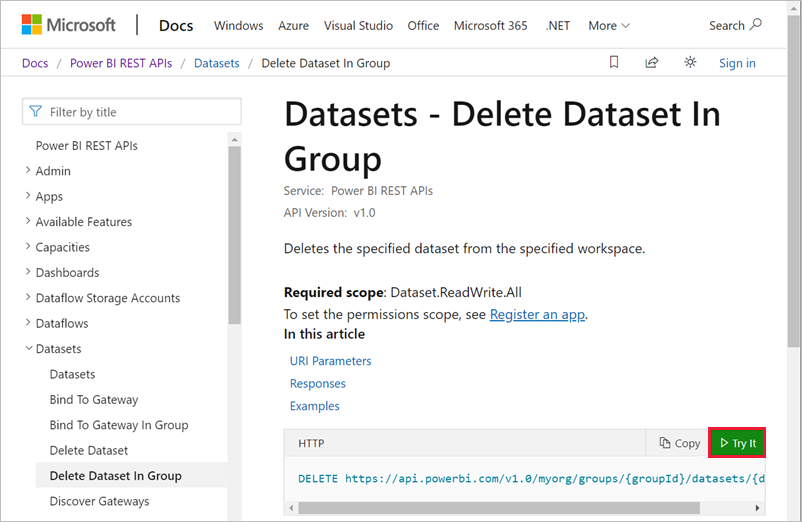 Microsoft Docs Windows Azure Visual Studio Office Microsoft 365 .NET More Search
Docs / Power BI REST APIs / Datasets / Delete Dataset In Group Sign in
Filter by title
Power BI REST APIs
Admin
Apps
Available Features
Capacities
Dashboards
Dataflow Storage Accounts
Dataflows
Datasets
Datasets
Bind To Gateway
Bind To Gateway In Group
Delete Dataset
Delete Dataset In Group
Discover Gateways
Datasets - Delete Dataset In
Group
Service: Power BI REST APIs
API Version: v1.0
Deletes the specified dataset from the specified workspace.
Required scope: Dataset.ReadWrite.All
To set the permissions scope, see Register an app.
In this article
URI Parameters
Responses
Examples
HTTP Copy Try It
DELETE https://api.powerbi.com/v1.0/myorg/groups/{groupId}/datasets/{d